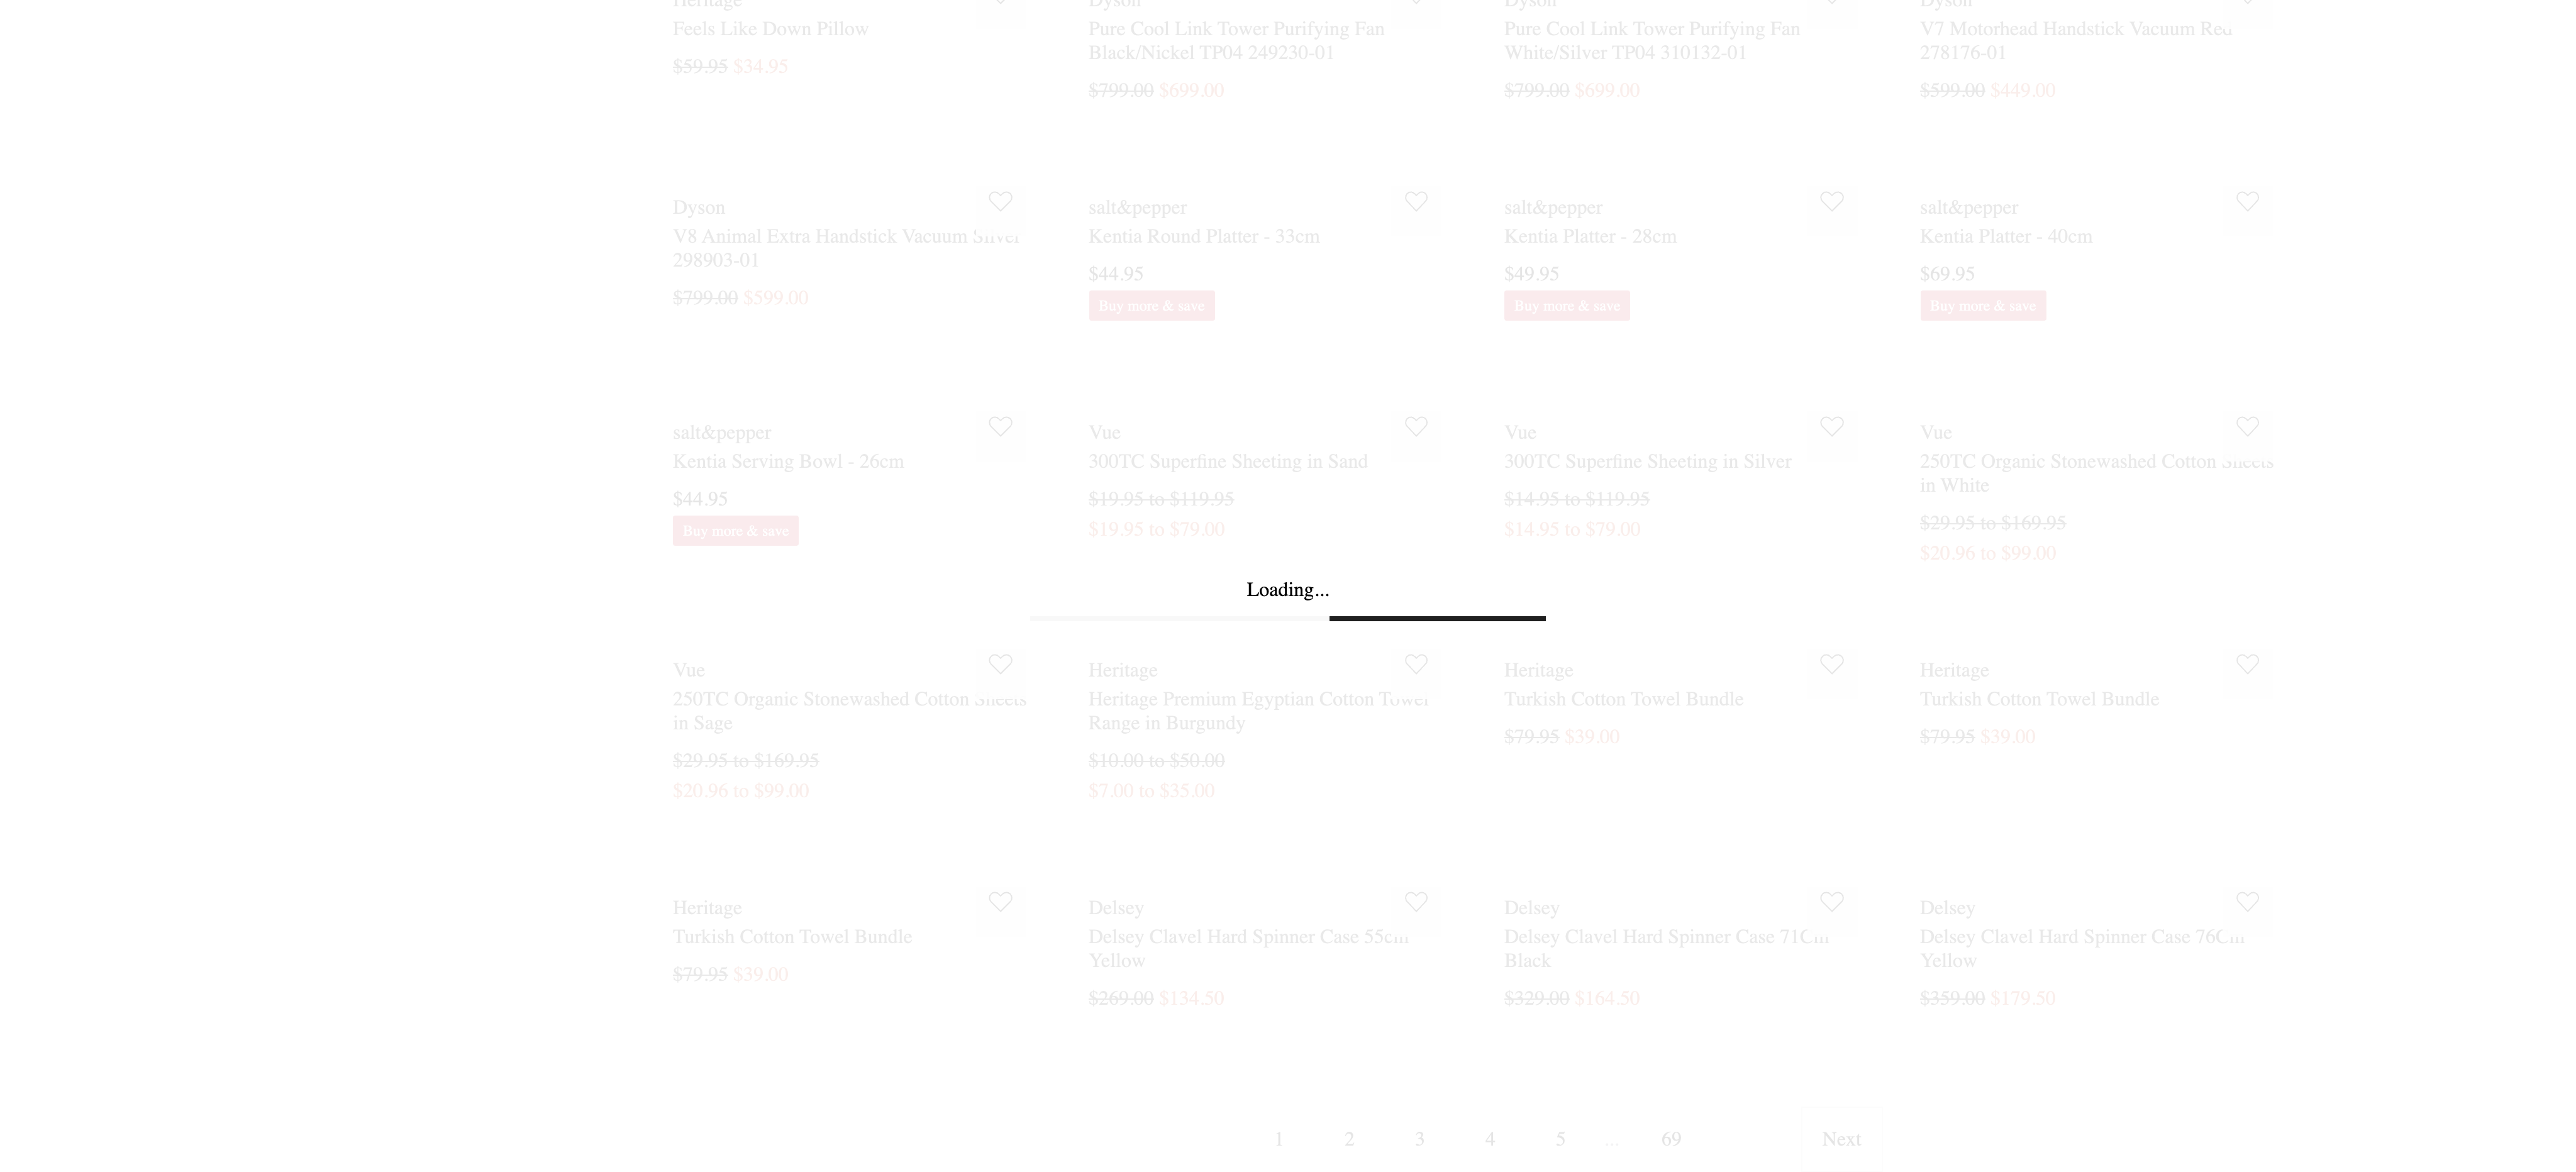 Heritage
Feels Like Down Pillow
$59.95 $34.95
Dyson
Pure Cool Link Tower Purifying Fan
Black/Nickel TP04 249230-01
$799.00 $699.00
Dyson
Pure Cool Link Tower Purifying Fan
White/Silver TP04 310132-01
$799.00 $699.00
Dyson
V7 Motorhead Handstick Vacuum Red
278176-01
$599.00 $449.00
Dyson
V8 Animal Extra Handstick Vacuum Silver
298903-01
$799.00 $599.00
salt&pepper
Kentia Round Platter - 33cm
$44.95
Buy more & save
salt&pepper
Kentia Platter - 28cm
$49.95
Buy more & save
salt&pepper
Kentia Platter - 40cm
$69.95
Buy more & save
salt&pepper
Kentia Serving Bowl - 26cm
$44.95
Buy more & save
Vue
300TC Superfine Sheeting in Sand
$19.95 to $119.95
$19.95 to $79.00
Vue
300TC Superfine Sheeting in Silver
$14.95 to $119.95
$14.95 to $79.00
Vue
250TC Organic Stonewashed Cotton Sheets
in White
$29.95 to $169.95
$20.96 to $99.00
Loading...
Vue
250TC Organic Stonewashed Cotton Sheets
in Sage
$29.95 to $169.95
$20.96 to $99.00
Heritage
Heritage Premium Egyptian Cotton Towel
Range in Burgundy
$10.00 to $50.00
$7.00 to $35.00
Heritage
Turkish Cotton Towel Bundle
$79.95 $39.00
Heritage
Turkish Cotton Towel Bundle
$79.95 $39.00
Heritage
Turkish Cotton Towel Bundle
$79.95 $39.00
Delsey
Delsey Clavel Hard Spinner Case 55cm
Yellow
$269.00 $134.50
Delsey
Delsey Clavel Hard Spinner Case 71Cm
Black
$329.00 $164.50
Delsey
Delsey Clavel Hard Spinner Case 76Cm
Yellow
$359.00 $179.50
1 2 3 4 5 ... 69 Next